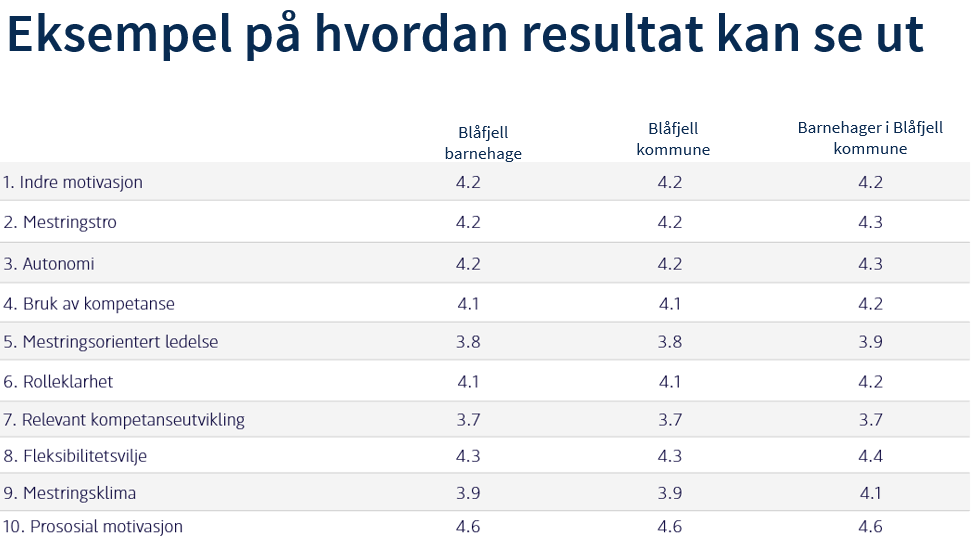 Eksempel på hvordan resultat kan se ut
Blåfjell barnehage Blåfjell kommune Barnehager i Blåfjell kommune
1. Indre motivasjon 4.2 4.2 4.2
2. Mestringstro 4.2 4.2 4.3
3. Autonomi 4.2 4.2 4.3
4. Bruk av kompetanse 4.1 4.1 4.2
5. Mestringsorientert ledelse 3.8 3.8 3.9
6. Rolleklarhet 4.1 4.1 4.2
7. Relevant kompetanseutvikling 3.7 3.7 3.7
8. Fleksibilitetsvilje 4.3 4.3 4.4
9. Mestringsklima 3.9 3.9 4.1
10. Prososial motivasjon 4.6 4.6 4.6